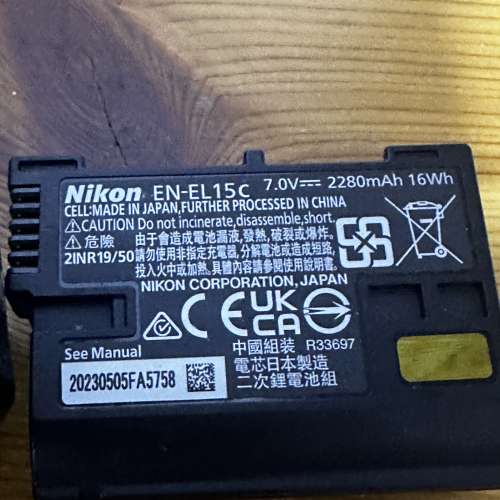 Nikon EN-EL15c 7.0V⎓ 2280mAh 16Wh
CELL:MADE IN JAPAN,FURTHER PROCESSED IN CHINA
⚠CAUTION: Do not incinerate,disassemble,short.
⚠危險 由于會造成電池漏液,發熱,破裂或爆炸。
2INR19/50 請勿使用非指定充電器,分解電池或造成短路,
投入火中或加熱。具體內容請參閱使用說明書。
NIKON CORPORATION, JAPAN
CE UK CA
中國組装 R33697
See Manual 電芯日本製造
20230505FA5758 二次鋰電池組